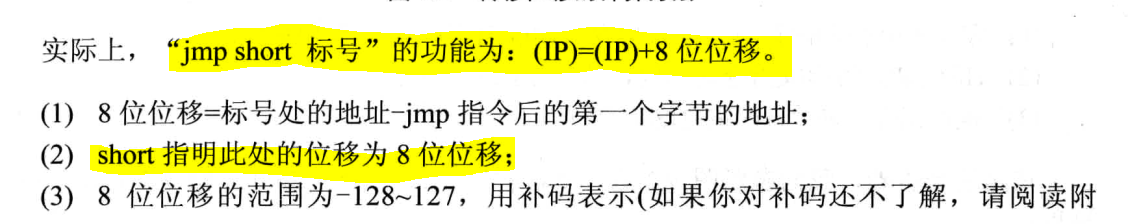 实际上，“jmp short 标号”的功能为：(IP)=(IP)+8 位位移。
(1) 8 位位移=标号处的地址-jmp 指令后的第一个字节的地址；
(2) short 指明此处的位移为 8 位位移；
(3) 8 位位移的范围为-128~127，用补码表示(如果你对补码还不了解，请阅读附